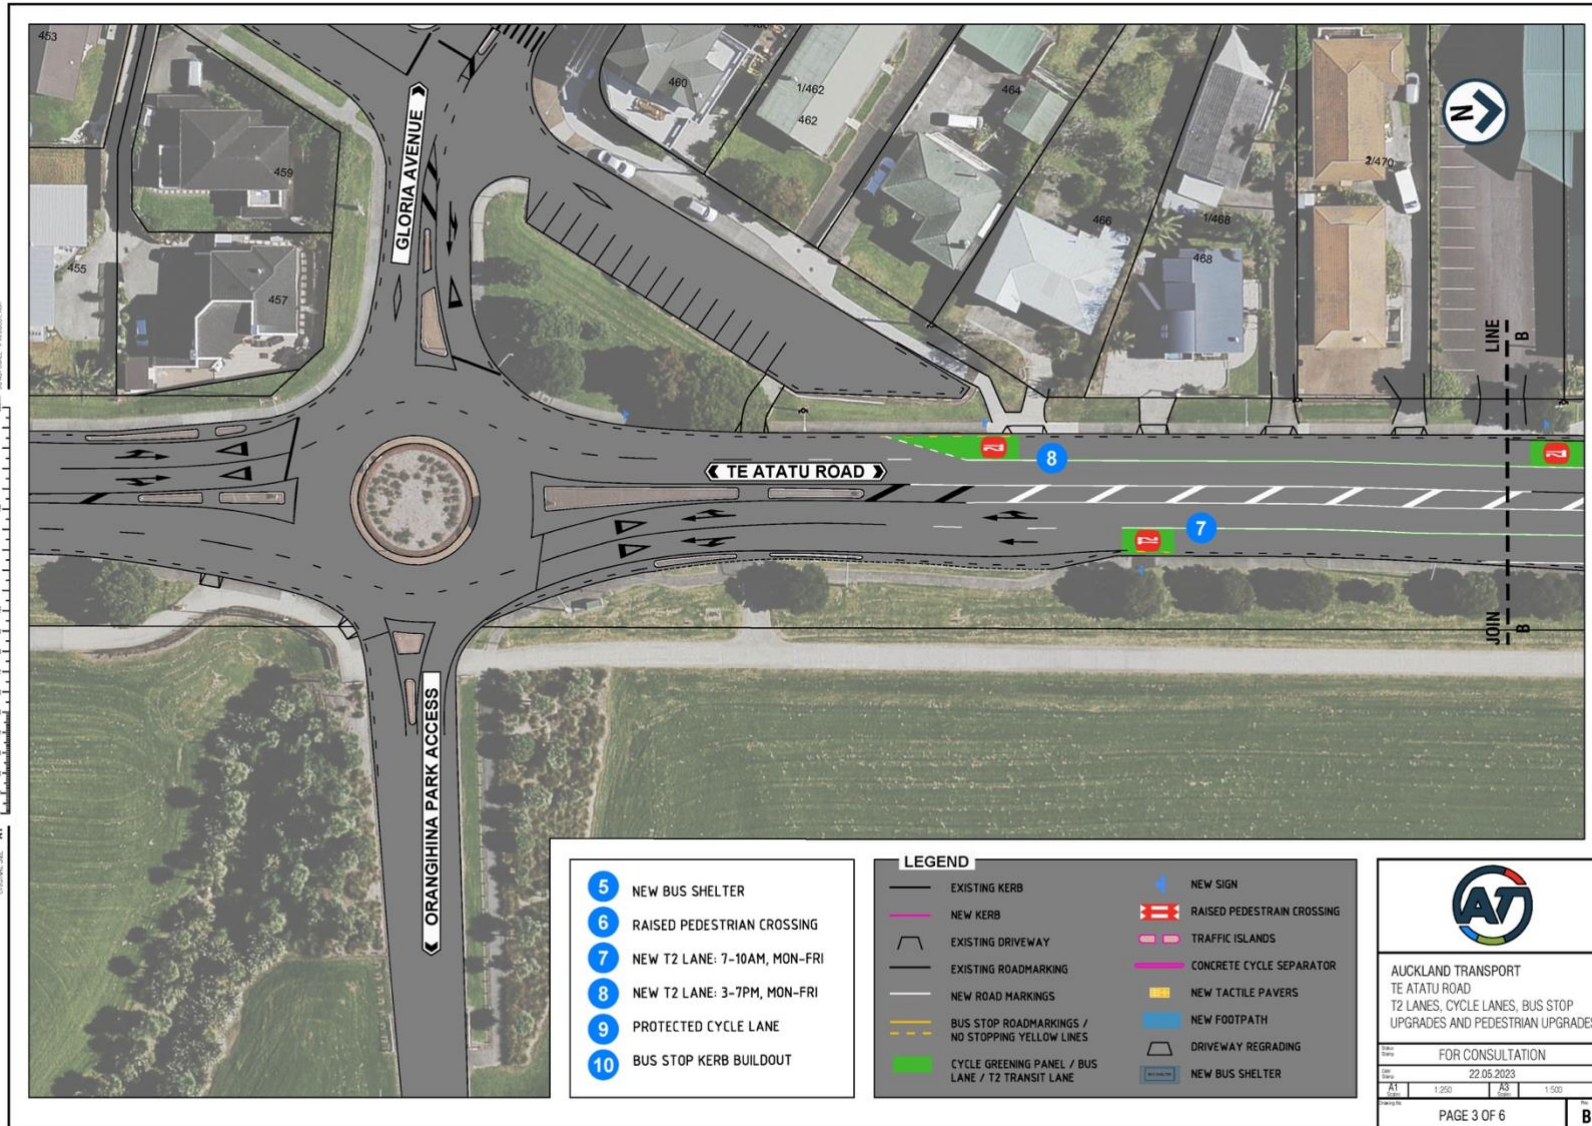 453
459
455
457
460
1/462
462
464
466
1/468
468
2/470
N
GLORIA AVENUE
TE ATATU ROAD
ORANGIHINA PARK ACCESS
8
7
JOIN LINE
B B
T2
T2
T2
5 NEW BUS SHELTER
6 RAISED PEDESTRIAN CROSSING
7 NEW T2 LANE: 7-10AM, MON-FRI
8 NEW T2 LANE: 3-7PM, MON-FRI
9 PROTECTED CYCLE LANE
10 BUS STOP KERB BUILDOUT
LEGEND
EXISTING KERB
NEW KERB
EXISTING DRIVEWAY
EXISTING ROADMARKING
NEW ROAD MARKINGS
BUS STOP ROADMARKINGS /
NO STOPPING YELLOW LINES
CYCLE GREENING PANEL / BUS
LANE / T2 TRANSIT LANE
NEW SIGN
RAISED PEDESTRAIN CROSSING
TRAFFIC ISLANDS
CONCRETE CYCLE SEPARATOR
NEW TACTILE PAVERS
NEW FOOTPATH
DRIVEWAY REGRADING
NEW BUS SHELTER
AT
AUCKLAND TRANSPORT
TE ATATU ROAD
T2 LANES, CYCLE LANES, BUS STOP
UPGRADES AND PEDESTRIAN UPGRADES
FOR CONSULTATION
22.05.2023
A1 1:250 A3 1:500
PAGE 3 OF 6
B